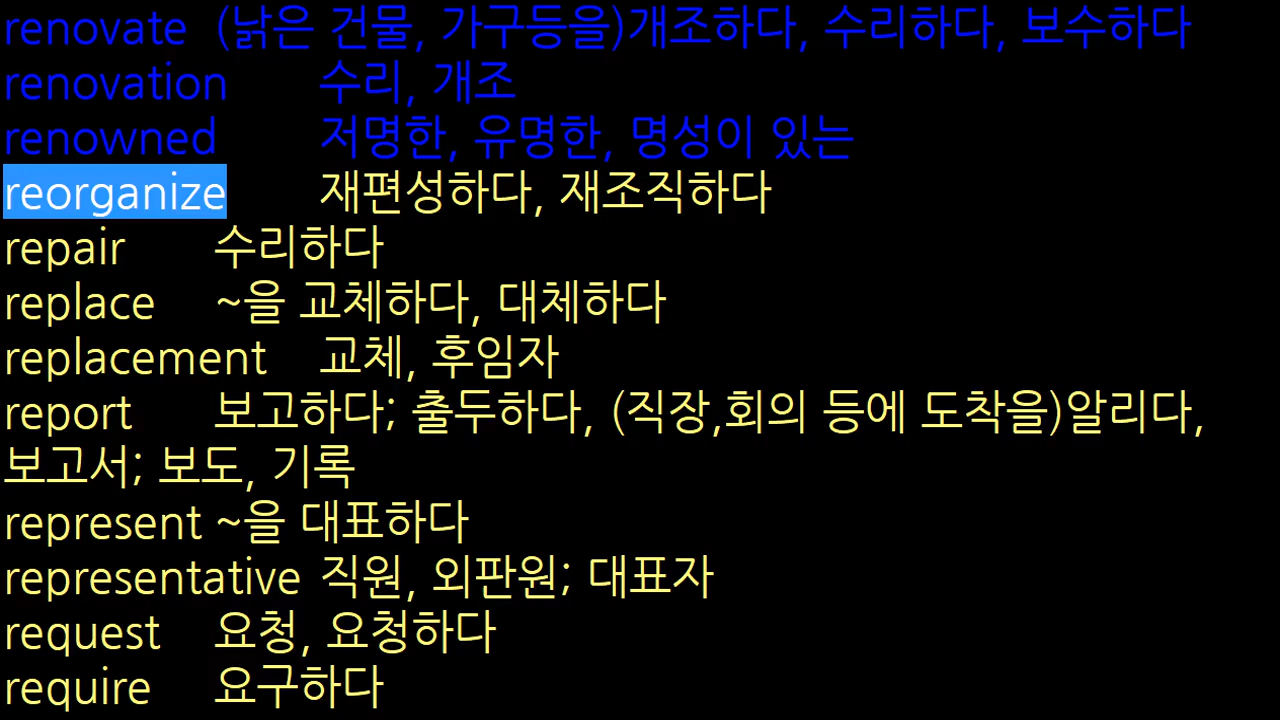 renovate (낡은 건물, 가구등을)개조하다, 수리하다, 보수하다
renovation 수리, 개조
renowned 저명한, 유명한, 명성이 있는
reorganize 재편성하다, 재조직하다
repair 수리하다
replace ~을 교체하다, 대체하다
replacement 교체, 후임자
report 보고하다; 출두하다, (직장,회의 등에 도착을)알리다,
보고서; 보도, 기록
represent ~을 대표하다
representative 직원, 외판원; 대표자
request 요청, 요청하다
require 요구하다